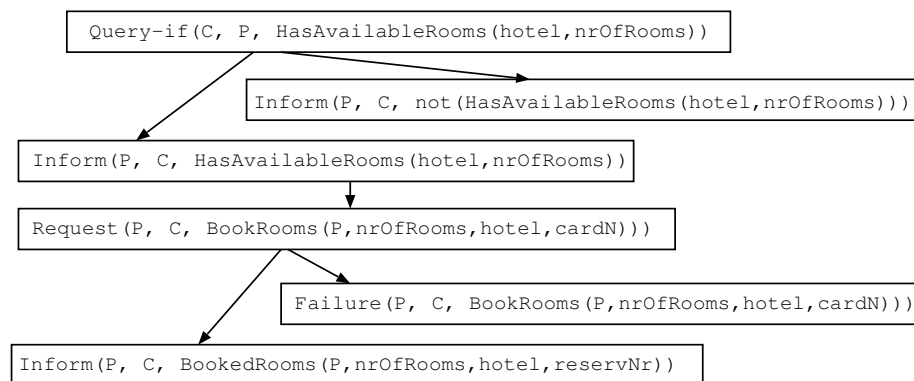 Query-if(C, P, HasAvailableRooms(hotel,nrOfRooms))
Inform(P, C, not(HasAvailableRooms(hotel,nrOfRooms)))
Inform(P, C, HasAvailableRooms(hotel,nrOfRooms))
Request(P, C, BookRooms(P,nrOfRooms,hotel,cardN)))
Failure(P, C, BookRooms(P,nrOfRooms,hotel,cardN)))
Inform(P, C, BookedRooms(P,nrOfRooms,hotel,reservNr))